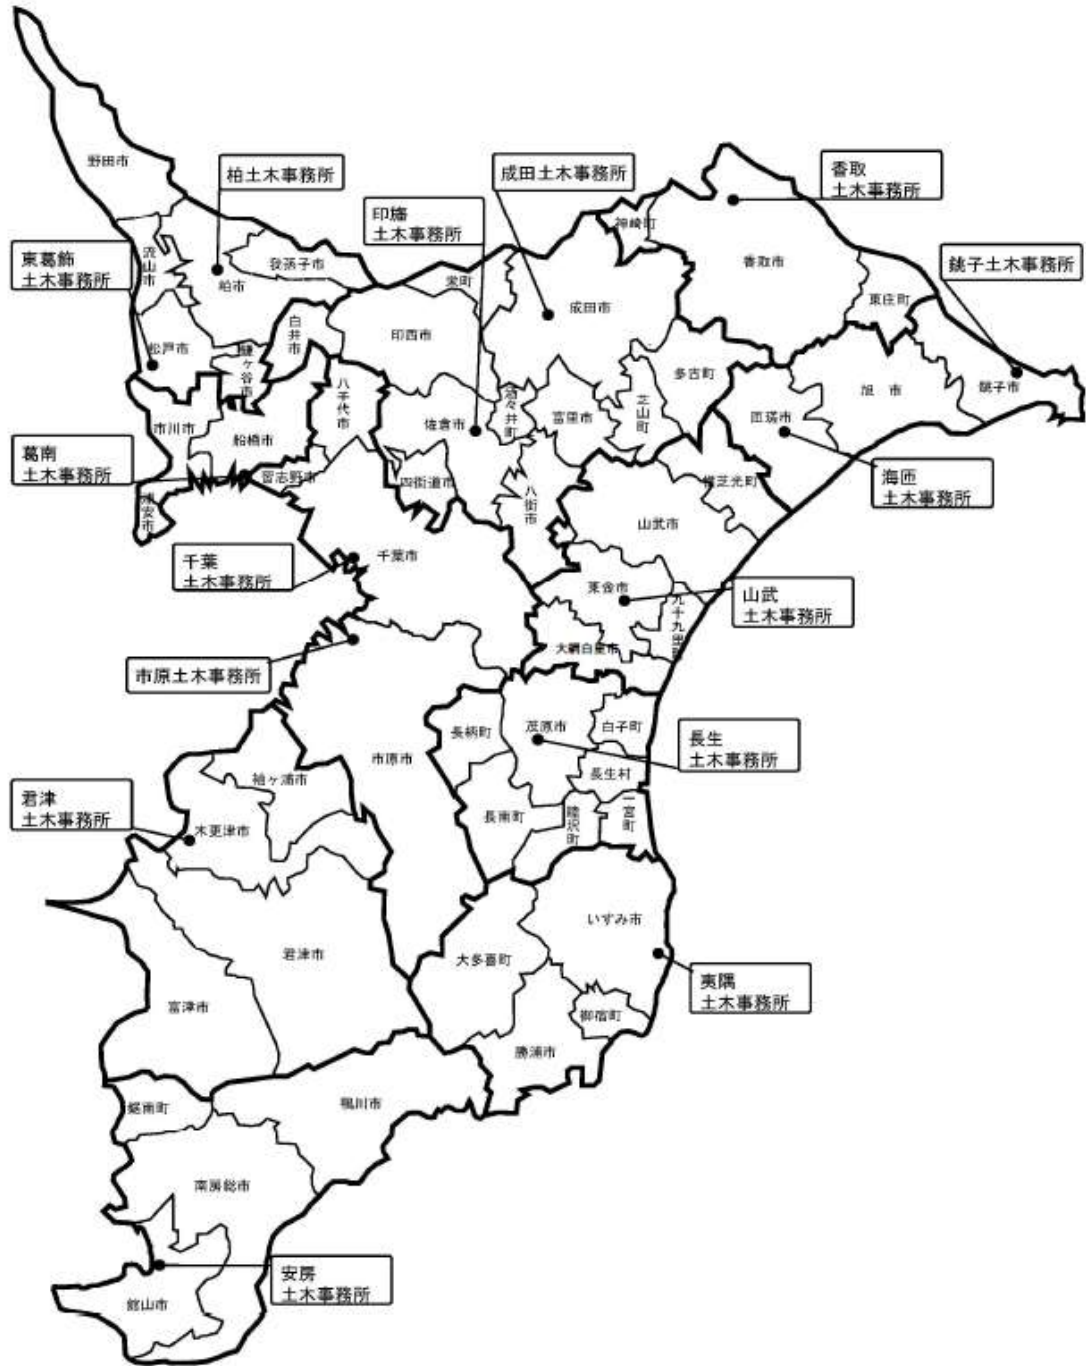 野田市
柏土木事務所
成田土木事務所
香取
土木事務所
印旛
土木事務所
神崎町
東葛飾
土木事務所
流山市
我孫子市
柏市
栄町
香取市
銚子土木事務所
成田市
東庄町
白井市
印西市
松戸市
鎌ヶ谷市
八千代市
多古町
旭市
銚子市
酒々井町
富里市
芝山町
匝瑳市
市川市
船橋市
佐倉市
葛南
土木事務所
習志野市
四街道市
八街市
横芝光町
海匝
土木事務所
浦安市
山武市
千葉
土木事務所
千葉市
東金市
九十九里町
山武
土木事務所
大網白里市
市原土木事務所
長柄町
茂原市
白子町
長生
土木事務所
市原市
袖ヶ浦市
長生村
君津
土木事務所
木更津市
長南町
睦沢町
一宮町
いすみ市
君津市
大多喜町
夷隅
土木事務所
富津市
御宿町
勝浦市
鋸南町
鴨川市
南房総市
安房
土木事務所
館山市